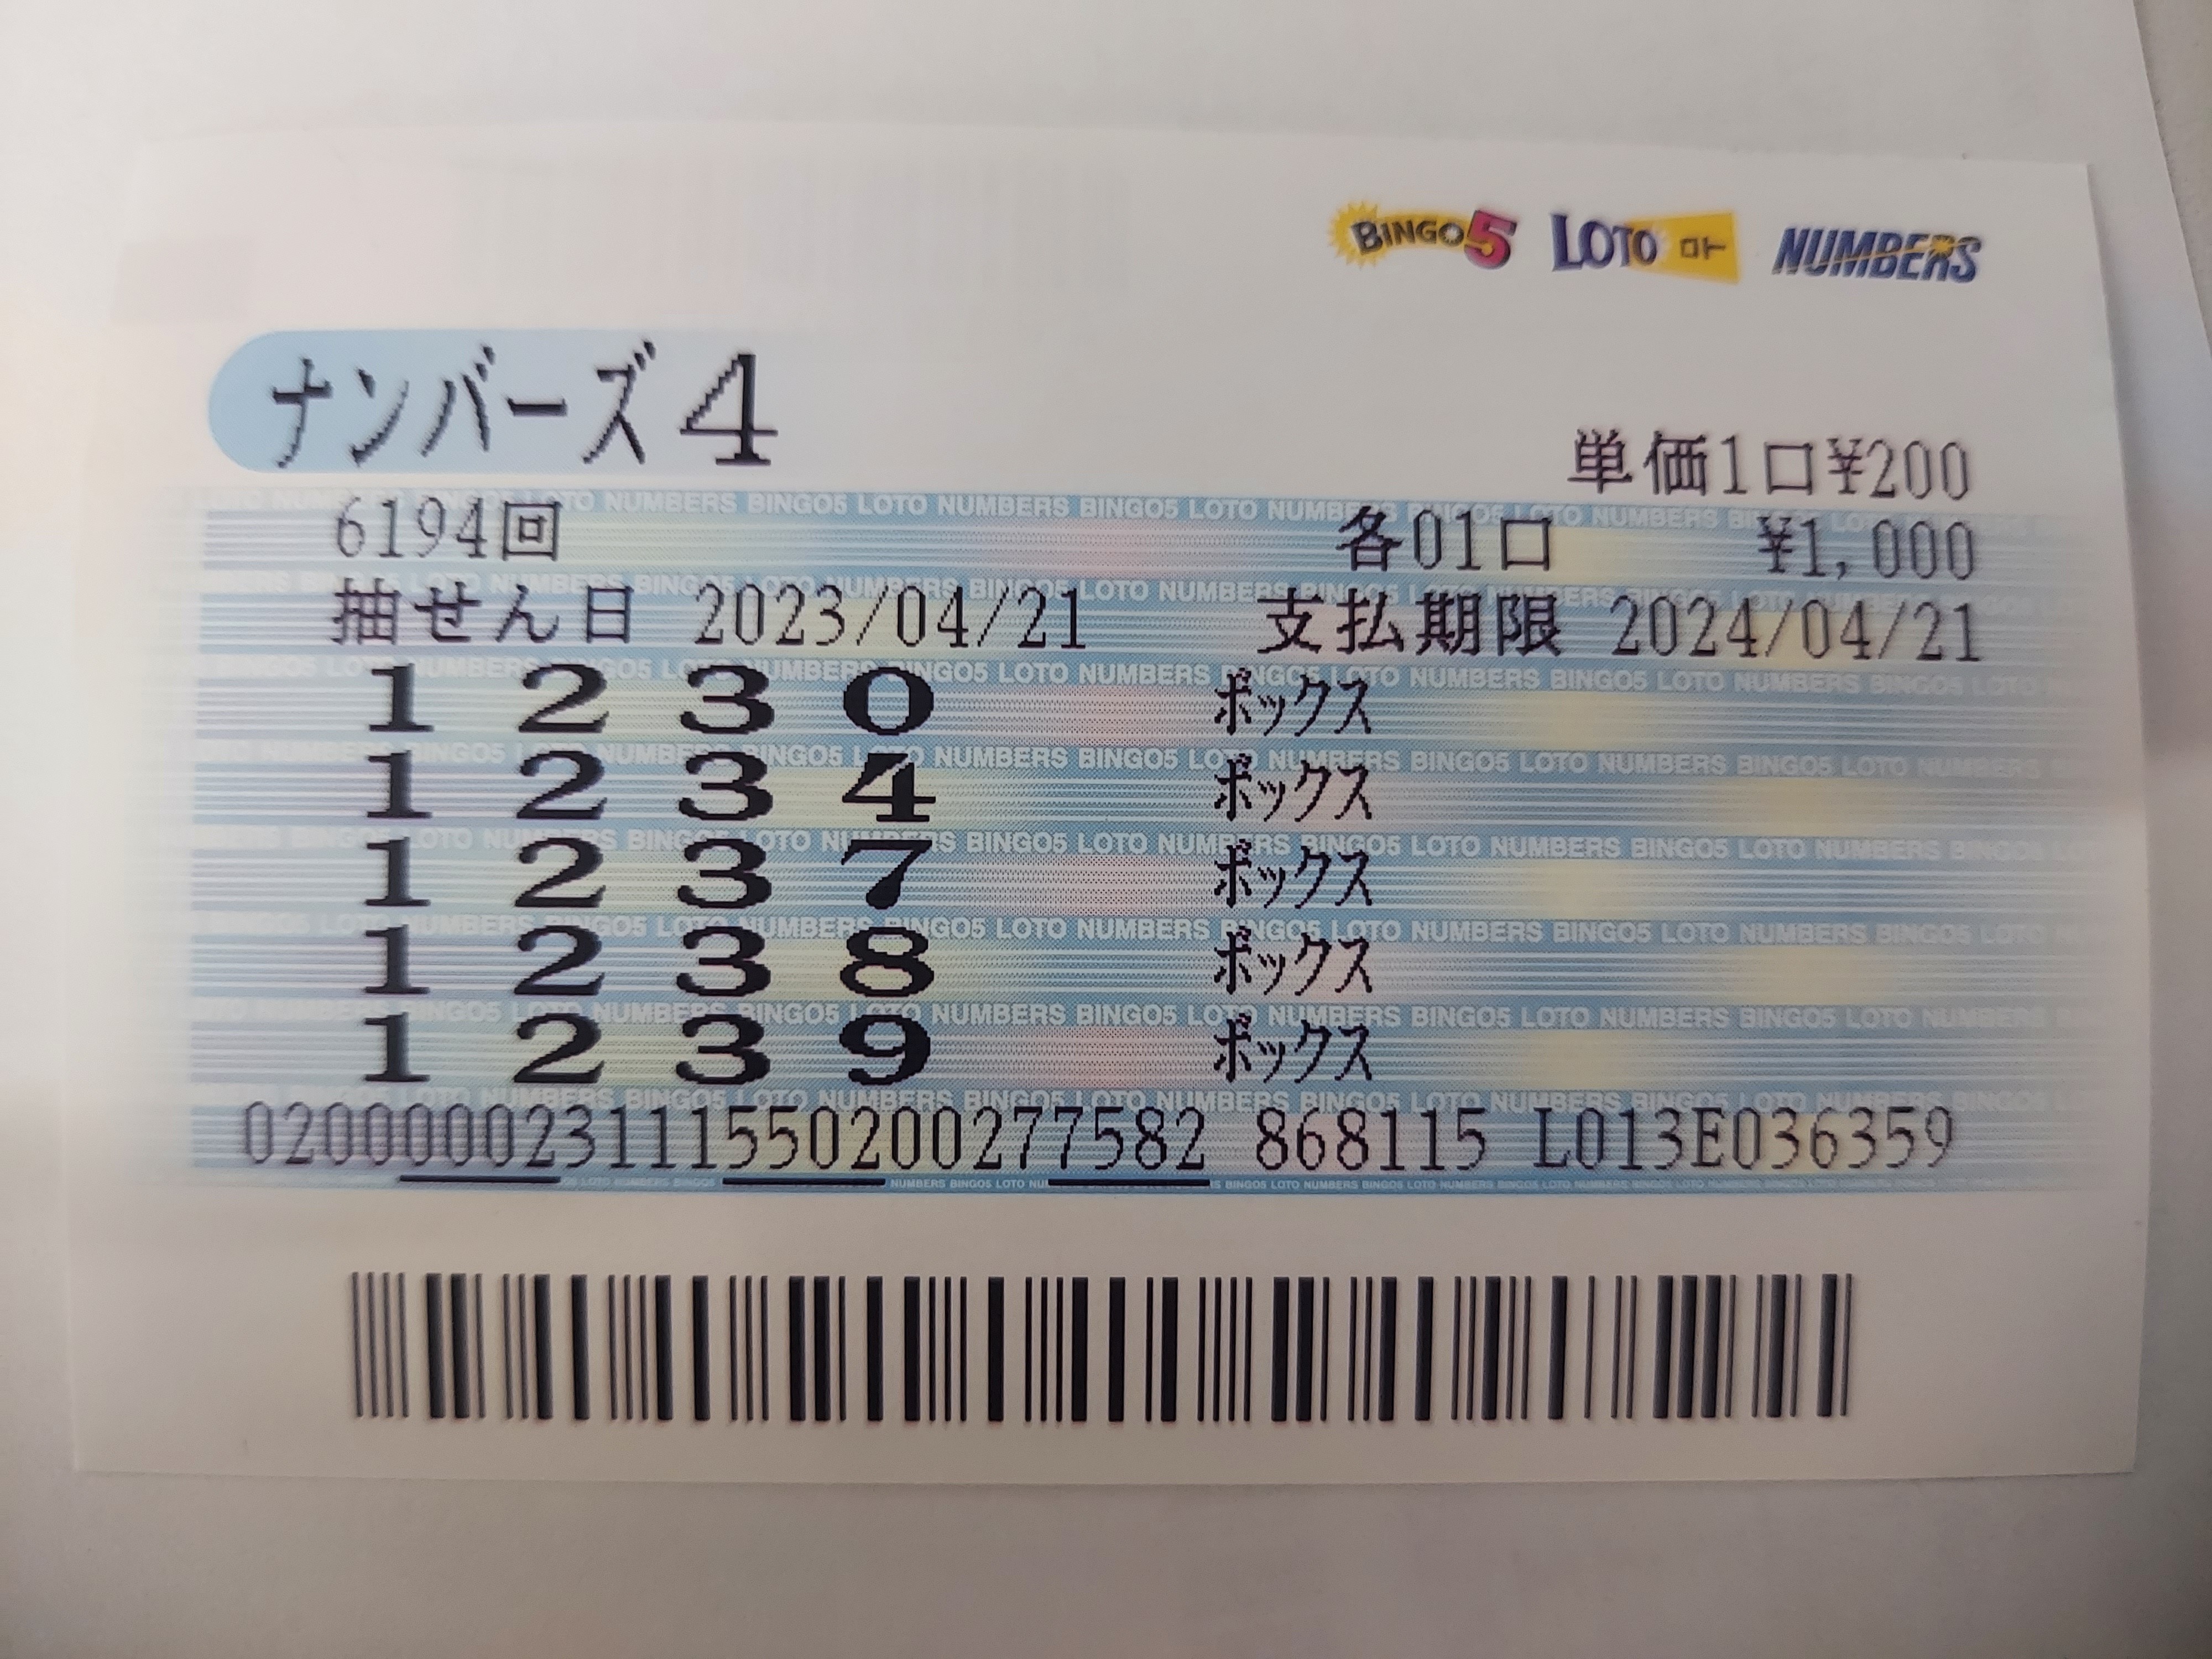 BINGO5 LOTO ロト NUMBERS
ナンバーズ4
単価1口¥200
6194回 各01口 ¥1,000
抽せん日 2023/04/21 支払期限 2024/04/21
1 2 3 0 ボックス
1 2 3 4 ボックス
1 2 3 7 ボックス
1 2 3 8 ボックス
1 2 3 9 ボックス
020000023111550200277582 868115 L013E036359